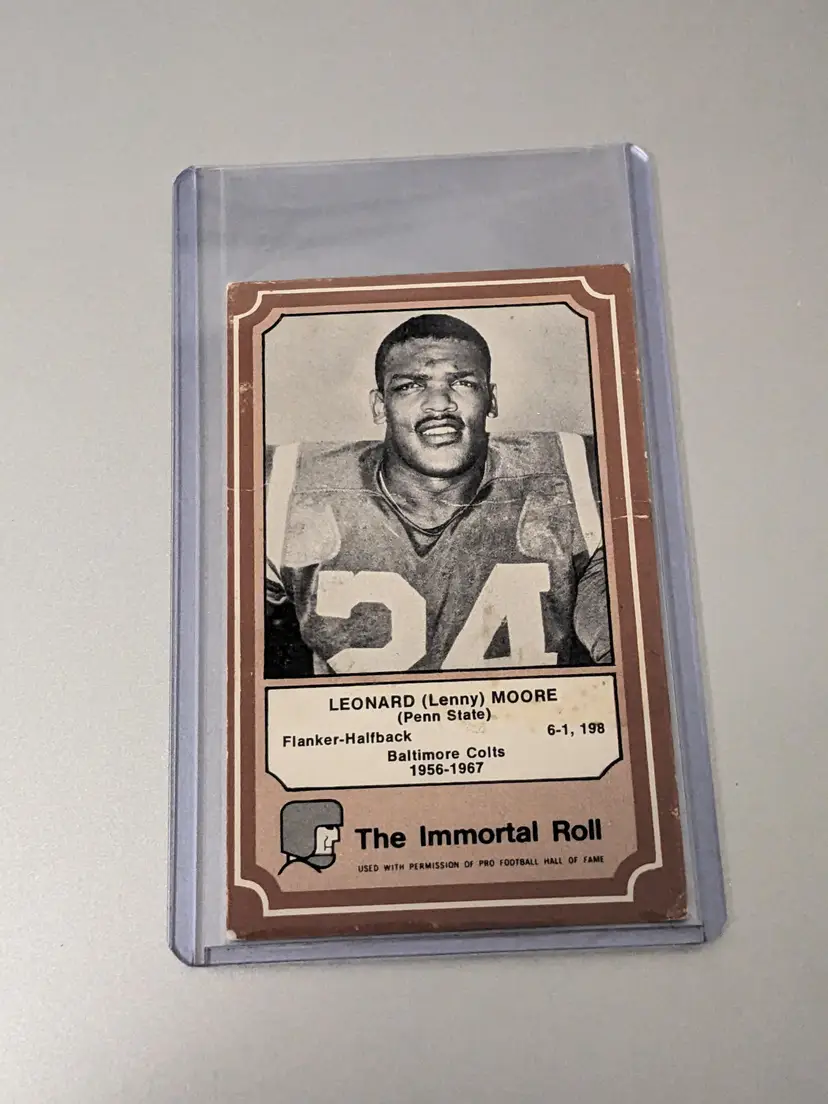 24
LEONARD (Lenny) MOORE
(Penn State)
Flanker-Halfback 6-1, 198
Baltimore Colts
1956-1967
The Immortal Roll
USED WITH PERMISSION OF PRO FOOTBALL HALL OF FAME